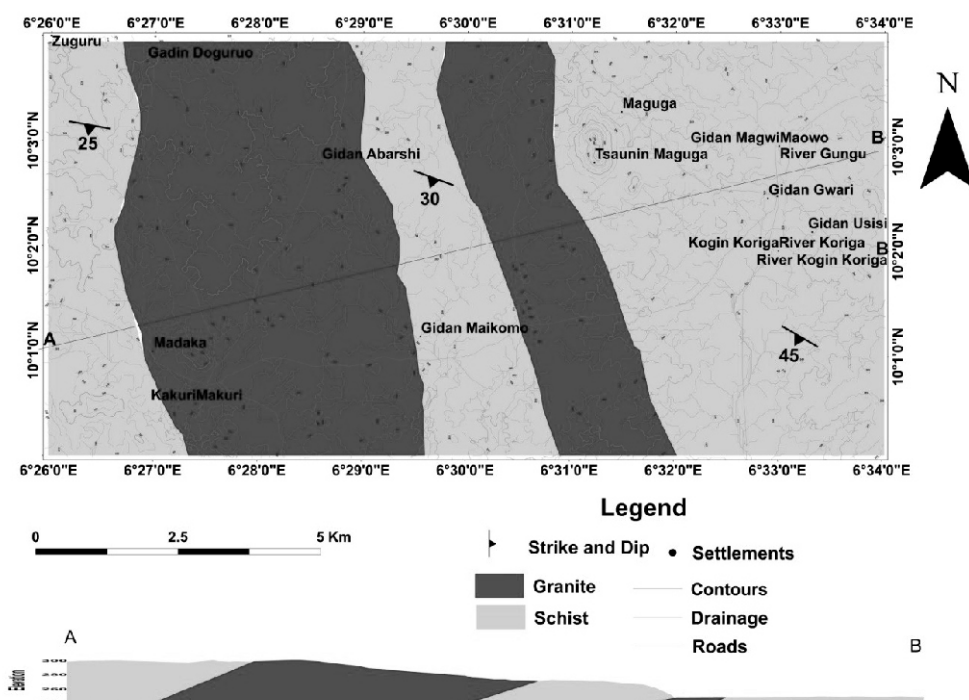 6°26'0"E 6°27'0"E 6°28'0"E 6°29'0"E 6°30'0"E 6°31'0"E 6°32'0"E 6°33'0"E 6°34'0"E
Zuguru
Gadin Doguruo
N
Maguga
10°3'0"N
25
Gidan MagwiMaowo
B
10°3'0"N
Gidan Abarshi
Tsaunin Maguga
River Gungu
30
Gidan Gwari
Gidan Usisi
10°2'0"N
Kogin KorigaRiver Koriga
B
10°2'0"N
River Kogin Koriga
Gidan Maikomo
A
Madaka
10°1'0"N
45
10°1'0"N
KakuriMakuri
6°26'0"E 6°27'0"E 6°28'0"E 6°29'0"E 6°30'0"E 6°31'0"E 6°32'0"E 6°33'0"E 6°34'0"E
Legend
0 2.5 5 Km
Strike and Dip
Settlements
Granite
Contours
Schist
Drainage
Roads
A
B
Elevation